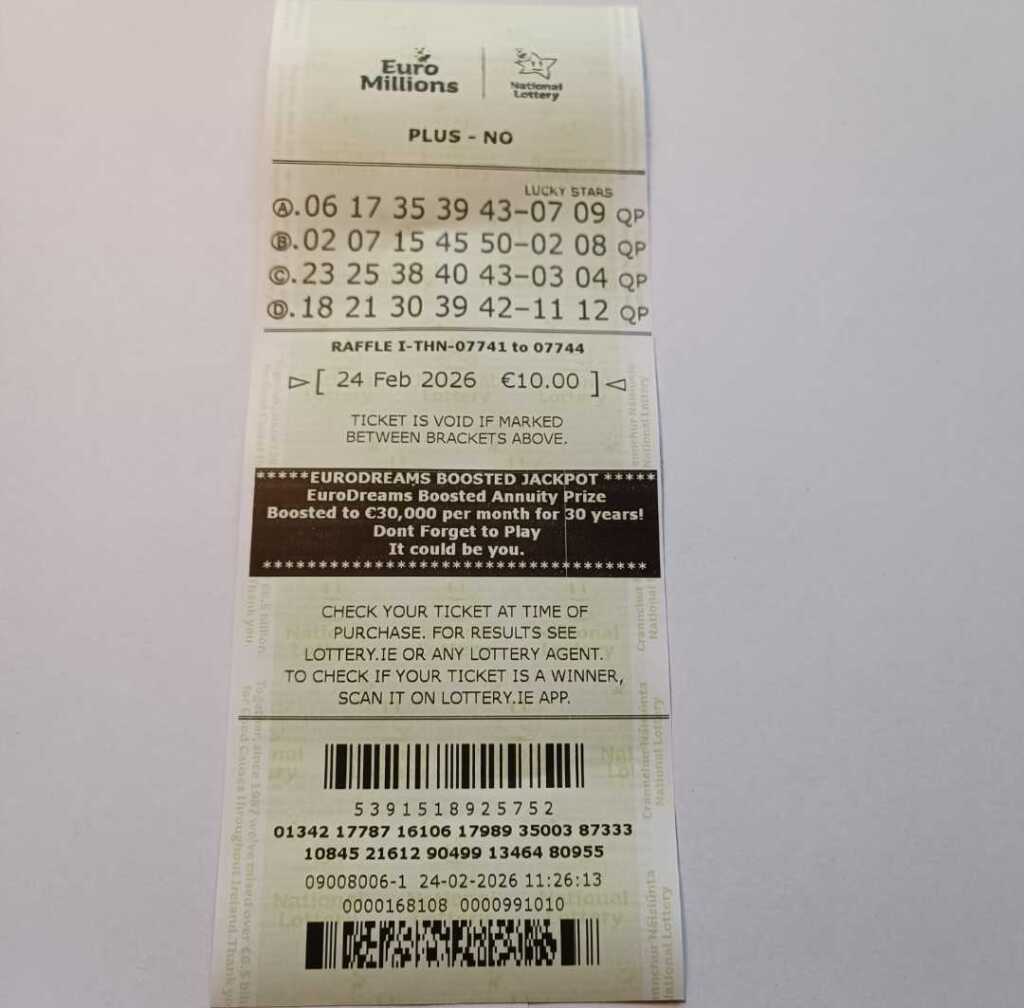 Euro Millions
National Lottery
PLUS - NO
LUCKY STARS
Ⓐ.06 17 35 39 43-07 09 QP
Ⓑ.02 07 15 45 50-02 08 QP
Ⓒ.23 25 38 40 43-03 04 QP
Ⓓ.18 21 30 39 42-11 12 QP
RAFFLE I-THN-07741 to 07744
[ 24 Feb 2026 €10.00 ]
TICKET IS VOID IF MARKED
BETWEEN BRACKETS ABOVE.
*****EURODREAMS BOOSTED JACKPOT *****
EuroDreams Boosted Annuity Prize
Boosted to €30,000 per month for 30 years!
Dont Forget to Play
It could be you.
***********************************
CHECK YOUR TICKET AT TIME OF
PURCHASE. FOR RESULTS SEE
LOTTERY.IE OR ANY LOTTERY AGENT.
TO CHECK IF YOUR TICKET IS A WINNER,
SCAN IT ON LOTTERY.IE APP.
5391518925752
01342 17787 16106 17989 35003 87333
10845 21612 90499 13464 80955
09008006-1 24-02-2026 11:26:13
0000168108 0000991010
Crannchur Náisiúnta
National Lottery